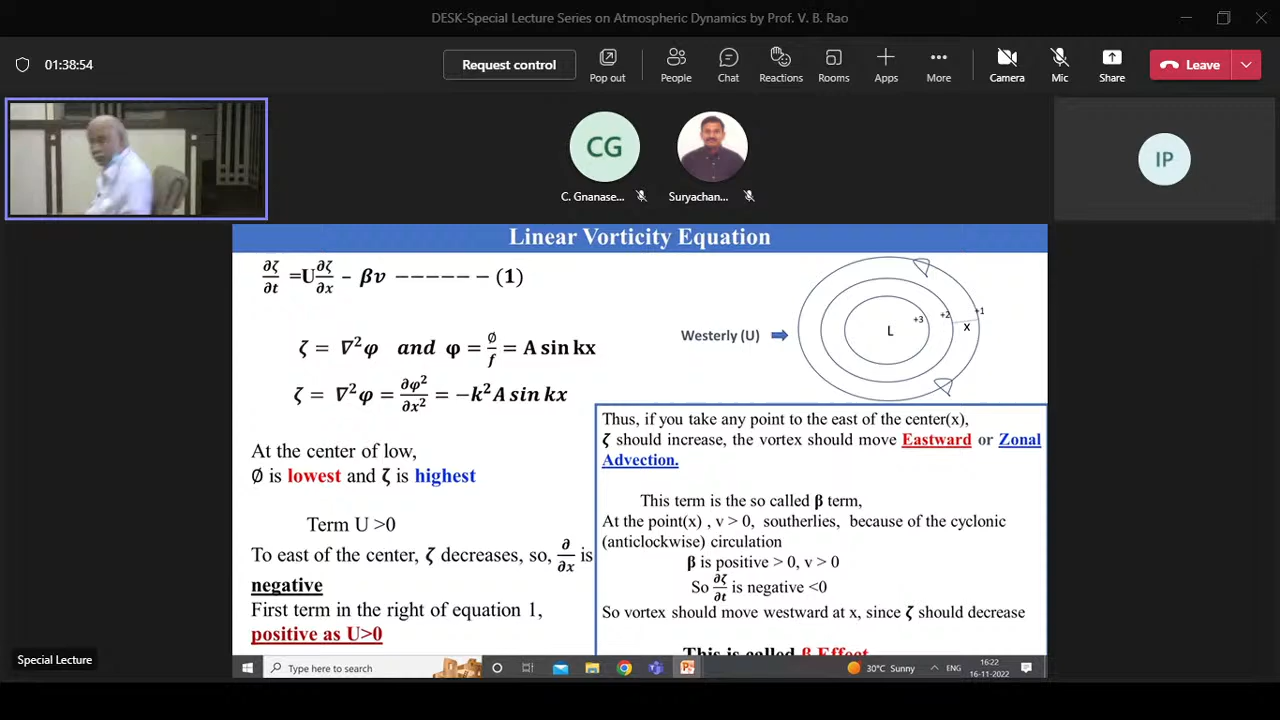 DESK-Special Lecture Series on Atmospheric Dynamics by Prof. V. B. Rao
01:38:54
Request control
Pop out
People
Chat
Reactions
Rooms
Apps
More
Camera
Mic
Share
Leave
CG
IP
C. Gnanase...
Suryachan...
Linear Vorticity Equation
∂ζ/∂t =U ∂ζ/∂x − βv −−−−−− (1)
ζ = ∇²φ and φ = ∅/f = A sin kx
ζ = ∇²φ = ∂φ²/∂x² = −k² A sin kx
At the center of low,
∅ is lowest and ζ is highest
Term U >0
To east of the center, ζ decreases, so, ∂/∂x is
negative
First term in the right of equation 1,
positive as U>0
Westerly (U)
L
+3
+2
+1
x
Thus, if you take any point to the east of the center(x),
ζ should increase, the vortex should move Eastward or Zonal
Advection.
This term is the so called β term,
At the point(x) , v > 0, southerlies, because of the cyclonic
(anticlockwise) circulation
β is positive > 0, v > 0
So ∂ζ/∂t is negative <0
So vortex should move westward at x, since ζ should decrease
This is called β Effect
Special Lecture
Type here to search
30°C Sunny
ENG
16:22
16-11-2022